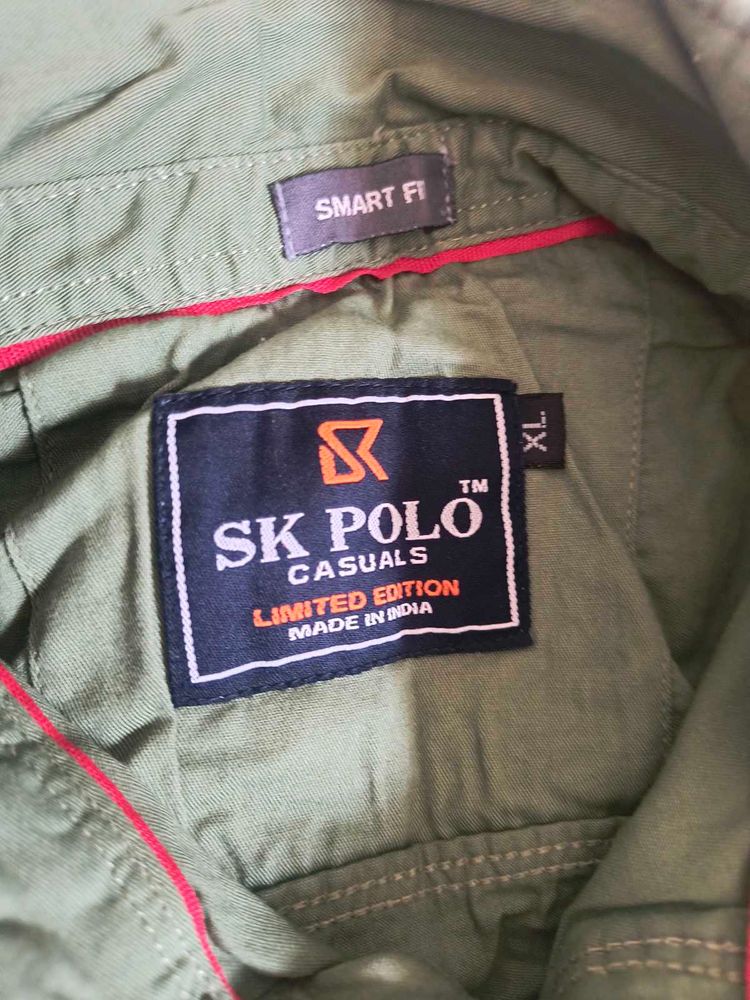 SMART FI
XL
SK POLO™
CASUALS
LIMITED EDITION
MADE IN INDIA